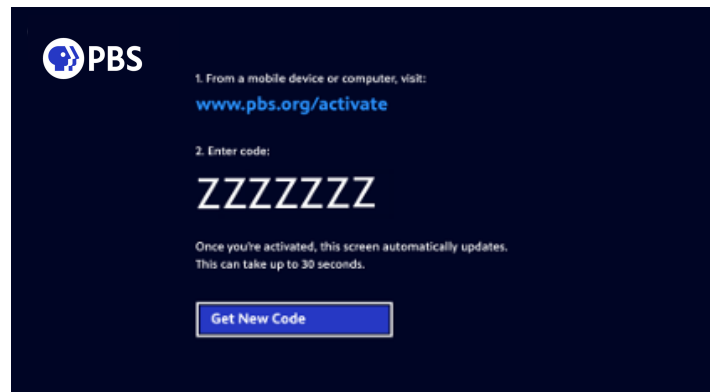 PBS
1. From a mobile device or computer, visit:
www.pbs.org/activate
2. Enter code:
ZZZZZZZ
Once you're activated, this screen automatically updates.
This can take up to 30 seconds.
Get New Code